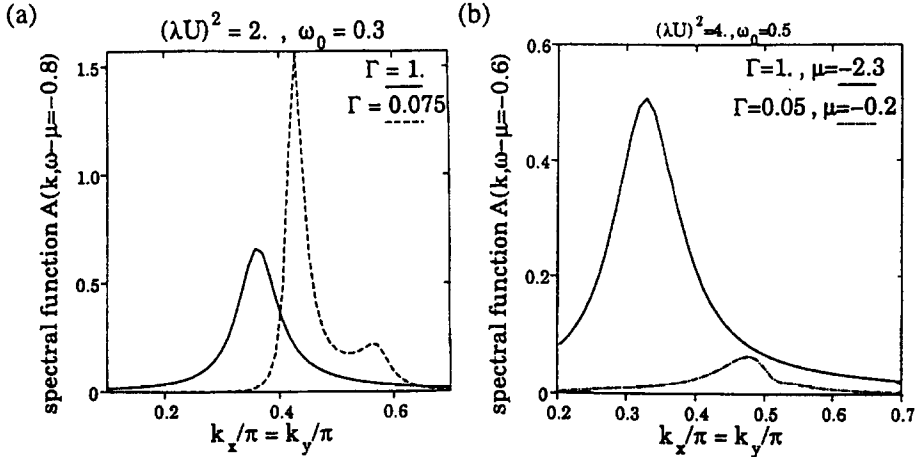 (a)
(λU)² = 2. , ω₀ = 0.3
spectral function A(k,ω−μ=−0.8)
1.5
1.0
0.5
0
Γ = 1.
Γ = 0.075
0.2
0.4
0.6
kₓ/π = k_y/π
(b)
(λU)²=4. ,ω₀=0.5
spectral function A(k,ω−μ=−0.6)
0.6
0.4
0.2
0
Γ=1. , μ=−2.3
Γ=0.05 , μ=−0.2
0.2
0.3
0.4
0.5
0.6
0.7
kₓ/π = k_y/π